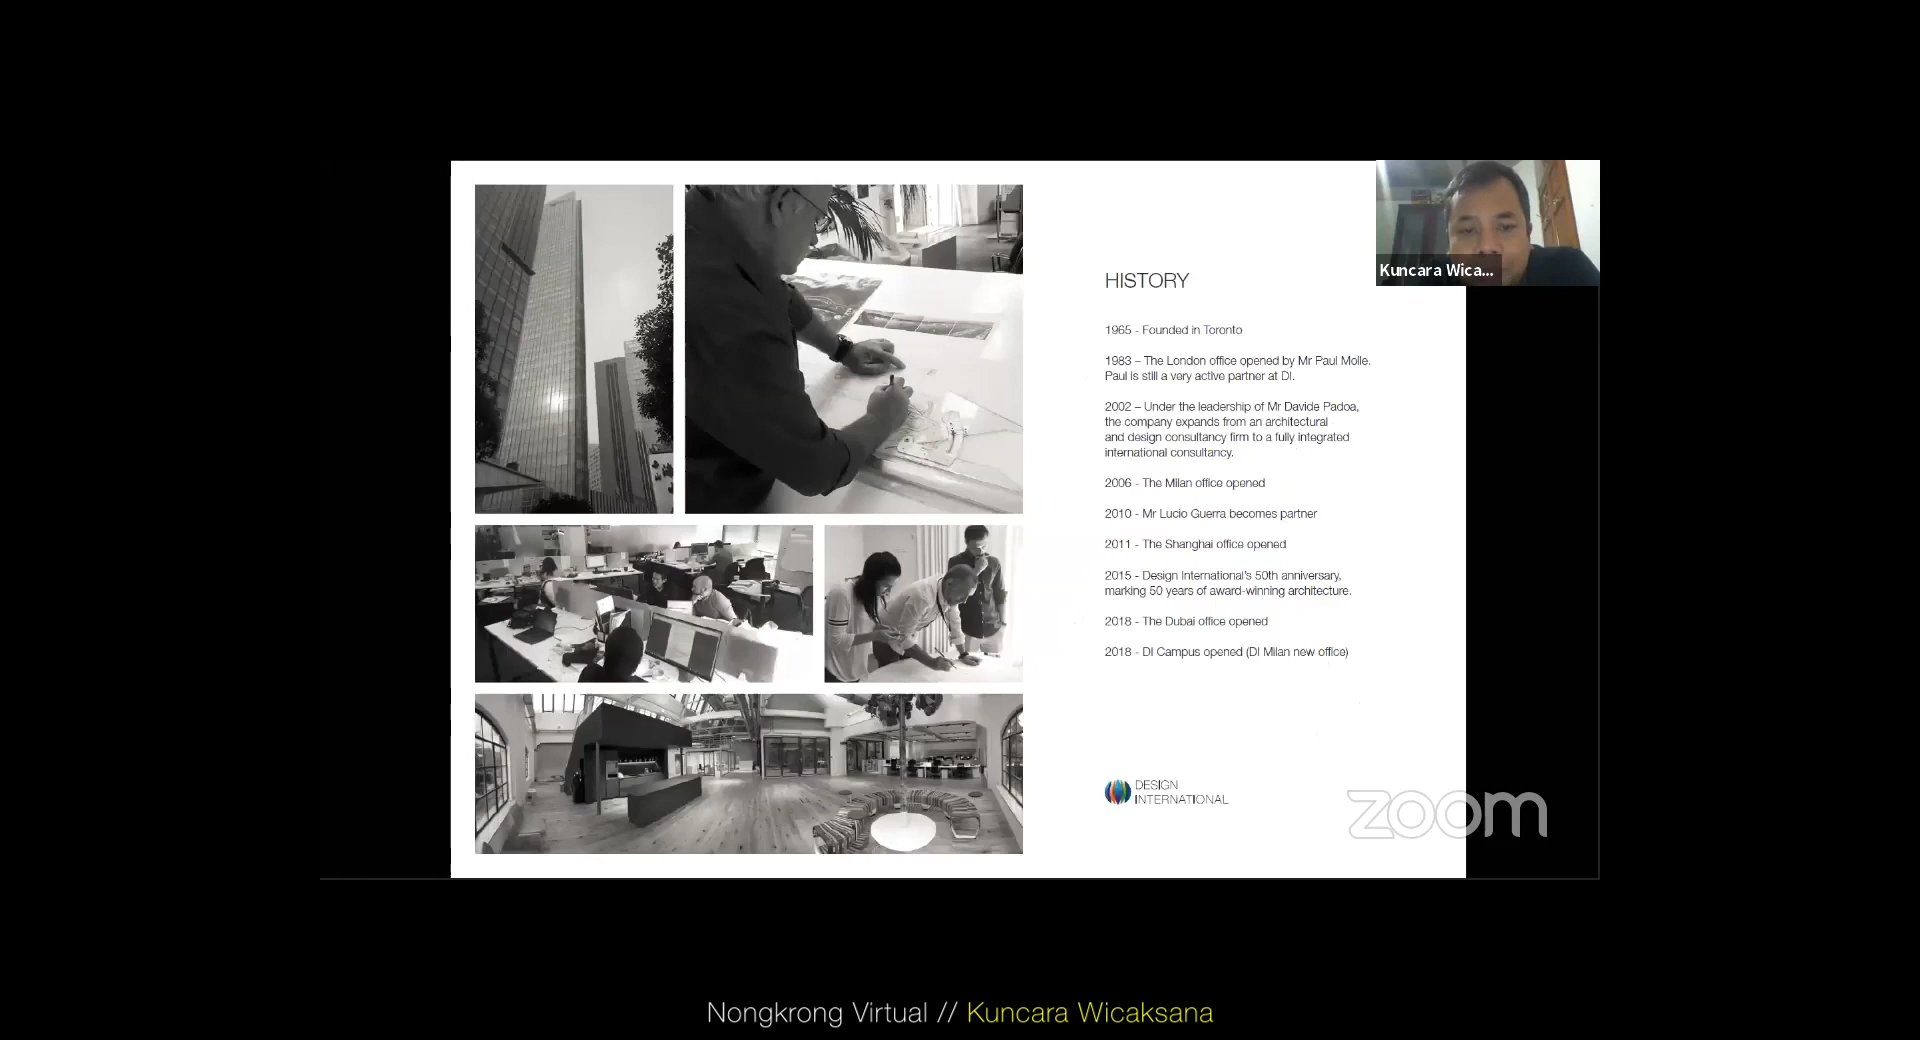 Kuncara Wica...
HISTORY
1965 - Founded in Toronto
1983 – The London office opened by Mr Paul Molle.
Paul is still a very active partner at DI.
2002 – Under the leadership of Mr Davide Padoa,
the company expands from an architectural
and design consultancy firm to a fully integrated
international consultancy.
2006 - The Milan office opened
2010 - Mr Lucio Guerra becomes partner
2011 - The Shanghai office opened
2015 - Design International's 50th anniversary,
marking 50 years of award-winning architecture.
2018 - The Dubai office opened
2018 - DI Campus opened (DI Milan new office)
DESIGN
INTERNATIONAL
zoom
Nongkrong Virtual // Kuncara Wicaksana